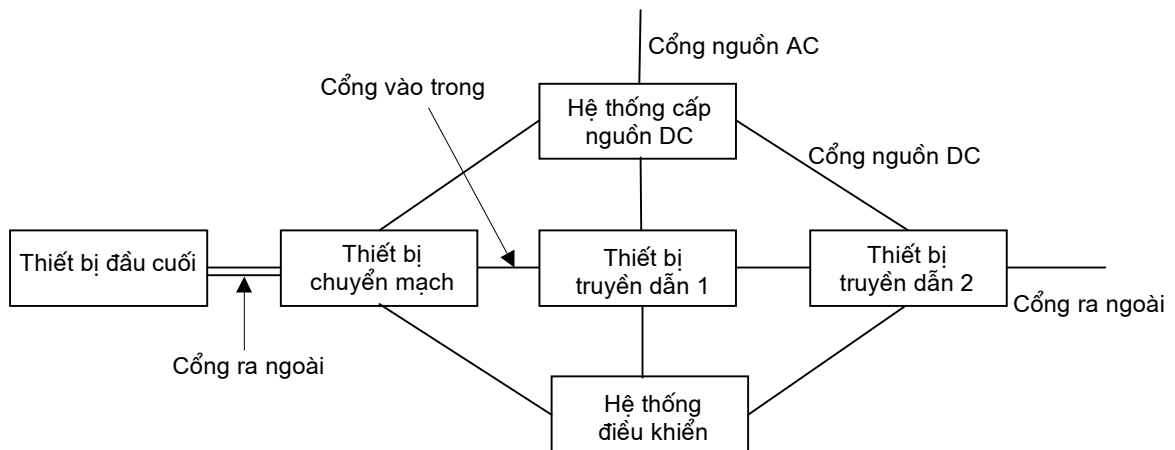 Cổng nguồn AC
Cổng vào trong
Hệ thống cấp
nguồn DC
Cổng nguồn DC
Thiết bị đầu cuối
Thiết bị
chuyển mạch
Thiết bị
truyền dẫn 1
Thiết bị
truyền dẫn 2
Cổng ra ngoài
Cổng ra ngoài
Hệ thống
điều khiển